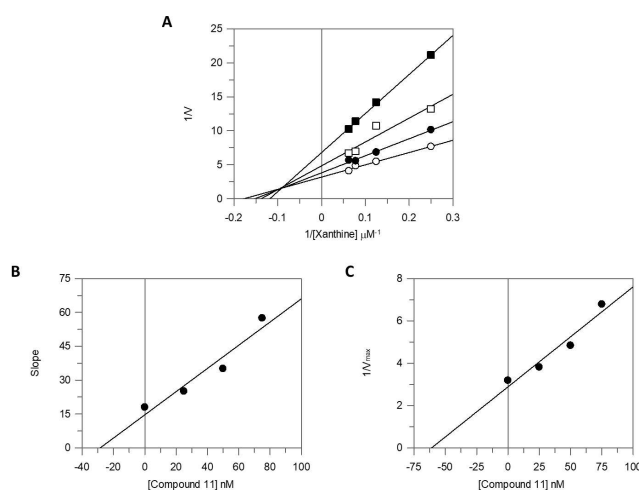 A
25
20
15
10
5
0
1/V
-0.2 -0.1 0 0.1 0.2 0.3
1/[Xanthine] μM-1
B
75
60
45
30
15
0
Slope
-40 -20 0 20 40 60 80 100
[Compound 11] nM
C
8
6
4
2
0
1/Vmax
-75 -50 -25 0 25 50 75 100
[Compound 11] nM